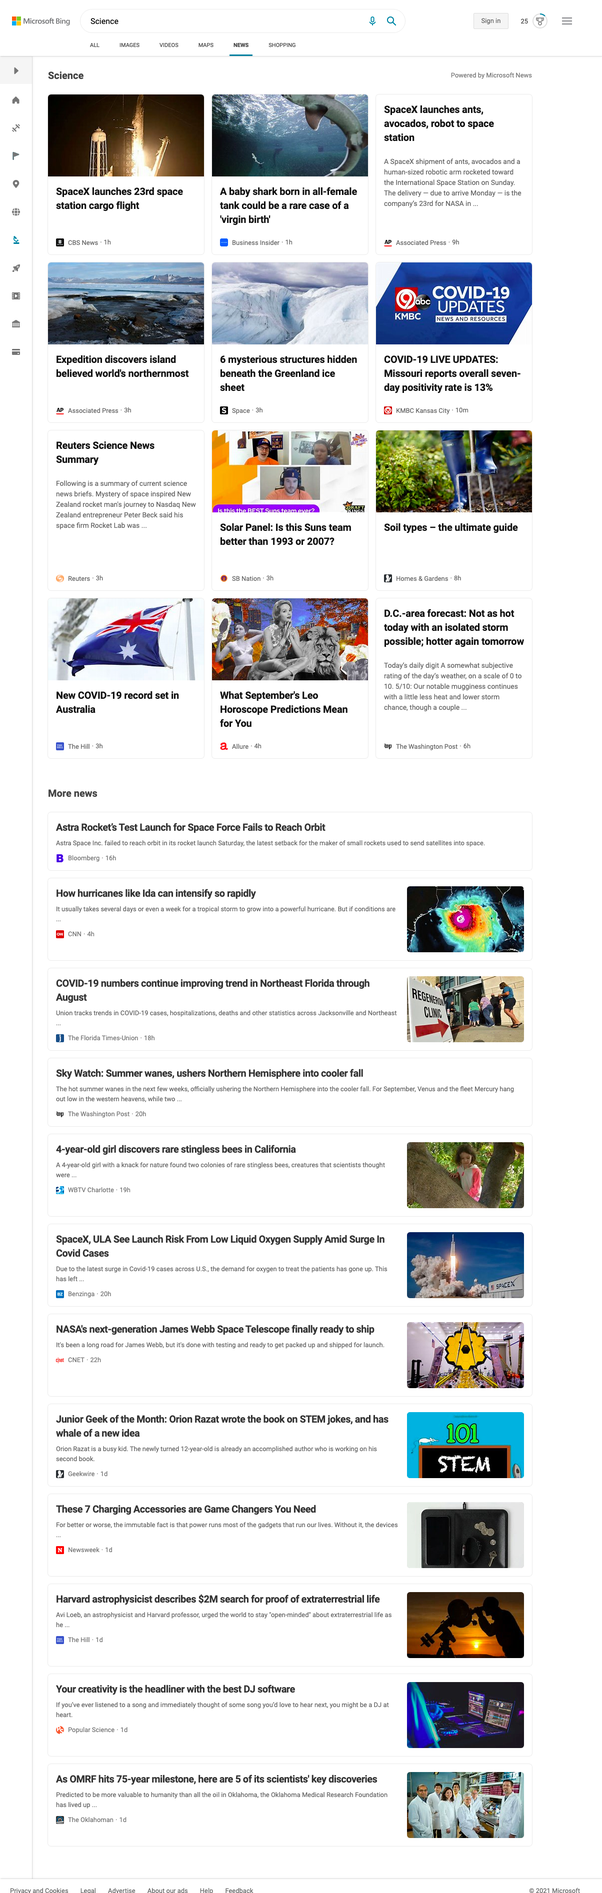 Microsoft Bing
Science
Sign in
25
ALL
IMAGES
VIDEOS
MAPS
NEWS
SHOPPING
Science
Powered by Microsoft News
SpaceX launches 23rd space
station cargo flight
CBS News · 1h
A baby shark born in all-female
tank could be a rare case of a
'virgin birth'
Business Insider · 1h
SpaceX launches ants,
avocados, robot to space
station
A SpaceX shipment of ants, avocados and a
human-sized robotic arm rocketed toward
the International Space Station on Sunday.
The delivery — due to arrive Monday — is the
company's 23rd for NASA in ...
AP
Associated Press · 9h
Expedition discovers island
believed world's northernmost
AP
Associated Press · 3h
6 mysterious structures hidden
beneath the Greenland ice
sheet
S
Space · 3h
9
abc
KMBC
COVID-19
UPDATES
NEWS AND RESOURCES
COVID-19 LIVE UPDATES:
Missouri reports overall seven-
day positivity rate is 13%
KMBC Kansas City · 10m
Reuters Science News
Summary
Following is a summary of current science
news briefs. Mystery of space inspired New
Zealand rocket man's journey to Nasdaq New
Zealand entrepreneur Peter Beck said his
space firm Rocket Lab was ...
Reuters · 3h
Is this the BEST Suns team ever?
Solar Panel: Is this Suns team
better than 1993 or 2007?
SB Nation · 3h
Soil types – the ultimate guide
Homes & Gardens · 8h
New COVID-19 record set in
Australia
The Hill · 3h
What September's Leo
Horoscope Predictions Mean
for You
a
Allure · 4h
D.C.-area forecast: Not as hot
today with an isolated storm
possible; hotter again tomorrow
Today's daily digit A somewhat subjective
rating of the day's weather, on a scale of 0 to
10. 5/10: Our notable mugginess continues
with a little less heat and lower storm
chance, though a couple ...
wp
The Washington Post · 6h
More news
Astra Rocket's Test Launch for Space Force Fails to Reach Orbit
Astra Space Inc. failed to reach orbit in its rocket launch Saturday, the latest setback for the maker of small rockets used to send satellites into space.
B
Bloomberg · 16h
How hurricanes like Ida can intensify so rapidly
It usually takes several days or even a week for a tropical storm to grow into a powerful hurricane. But if conditions are
...
CNN
CNN · 4h
COVID-19 numbers continue improving trend in Northeast Florida through
August
Union tracks trends in COVID-19 cases, hospitalizations, deaths and other statistics across Jacksonville and Northeast
...
The Florida Times-Union · 18h
REGENERON
CLINIC
Sky Watch: Summer wanes, ushers Northern Hemisphere into cooler fall
The hot summer wanes in the next few weeks, officially ushering the Northern Hemisphere into the cooler fall. For September, Venus and the fleet Mercury hang
out low in the western heavens, while two ...
wp
The Washington Post · 20h
4-year-old girl discovers rare stingless bees in California
A 4-year-old girl with a knack for nature found two colonies of rare stingless bees, creatures that scientists thought
were ...
WBTV Charlotte · 19h
SpaceX, ULA See Launch Risk From Low Liquid Oxygen Supply Amid Surge In
Covid Cases
Due to the latest surge in Covid-19 cases across U.S., the demand for oxygen to treat the patients has gone up. This
has left ...
BZ
Benzinga · 20h
SPACEX
NASA's next-generation James Webb Space Telescope finally ready to ship
It's been a long road for James Webb, but it's done with testing and ready to get packed up and shipped for launch.
CNET · 22h
Junior Geek of the Month: Orion Razat wrote the book on STEM jokes, and has
whale of a new idea
Orion Razat is a busy kid. The newly turned 12-year-old is already an accomplished author who is working on his
second book.
Geekwire · 1d
101
STEM
These 7 Charging Accessories are Game Changers You Need
For better or worse, the immutable fact is that power runs most of the gadgets that run our lives. Without it, the devices
...
N
Newsweek · 1d
Harvard astrophysicist describes $2M search for proof of extraterrestrial life
Avi Loeb, an astrophysicist and Harvard professor, urged the world to stay "open-minded" about extraterrestrial life as
he ...
The Hill · 1d
Your creativity is the headliner with the best DJ software
If you've ever listened to a song and immediately thought of some song you'd love to hear next, you might be a DJ at
heart.
Popular Science · 1d
As OMRF hits 75-year milestone, here are 5 of its scientists' key discoveries
Predicted to be more valuable to humanity than all the oil in Oklahoma, the Oklahoma Medical Research Foundation
has lived up ...
The Oklahoman · 1d
Privacy and Cookies
Legal
Advertise
About our ads
Help
Feedback
© 2021 Microsoft